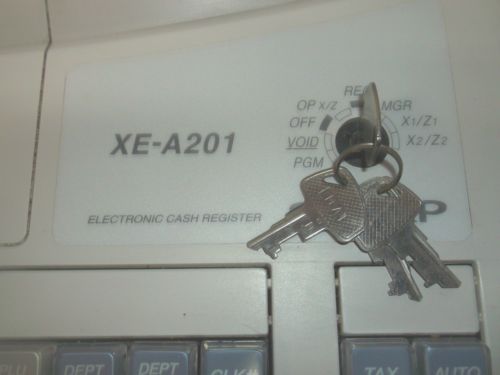 REG
OP X/Z
MGR
OFF
X1/Z1
VOID
X2/Z2
PGM
XE-A201
ELECTRONIC CASH REGISTER
DEPT
DEPT
CLK#
TAX
AUTO